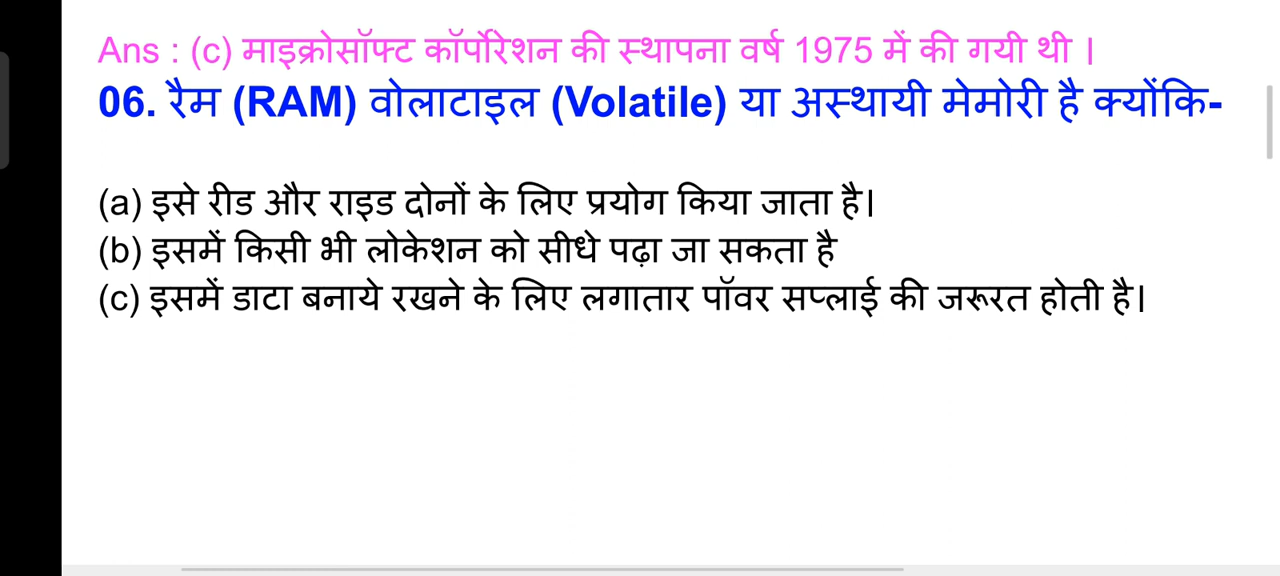 Ans : (c) माइक्रोसॉफ्ट कॉर्पोरेशन की स्थापना वर्ष 1975 में की गयी थी ।
06. रैम (RAM) वोलाटाइल (Volatile) या अस्थायी मेमोरी है क्योंकि-
(a) इसे रीड और राइड दोनों के लिए प्रयोग किया जाता है।
(b) इसमें किसी भी लोकेशन को सीधे पढ़ा जा सकता है
(c) इसमें डाटा बनाये रखने के लिए लगातार पॉवर सप्लाई की जरूरत होती है।